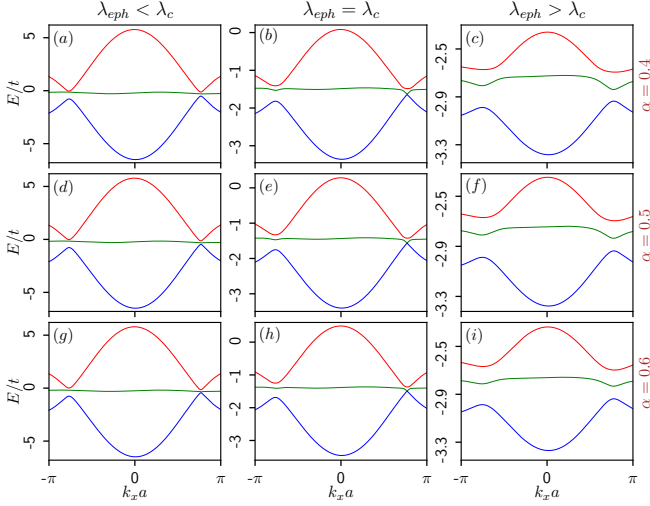 λ_eph < λ_c
λ_eph = λ_c
λ_eph > λ_c
(a)
(b)
(c)
5
0
5
E/t
0
-1
-2
-3
-2.5
-2.9
-3.3
α = 0.4
(d)
(e)
(f)
5
0
-5
E/t
0
-1
-2
-3
-2.5
-2.9
-3.3
α = 0.5
(g)
(h)
(i)
5
0
-5
E/t
0
-1
-2
-3
-2.5
-2.9
-3.3
α = 0.6
-π 0 π
-π 0 π
-π 0 π
k_x a
k_x a
k_x a